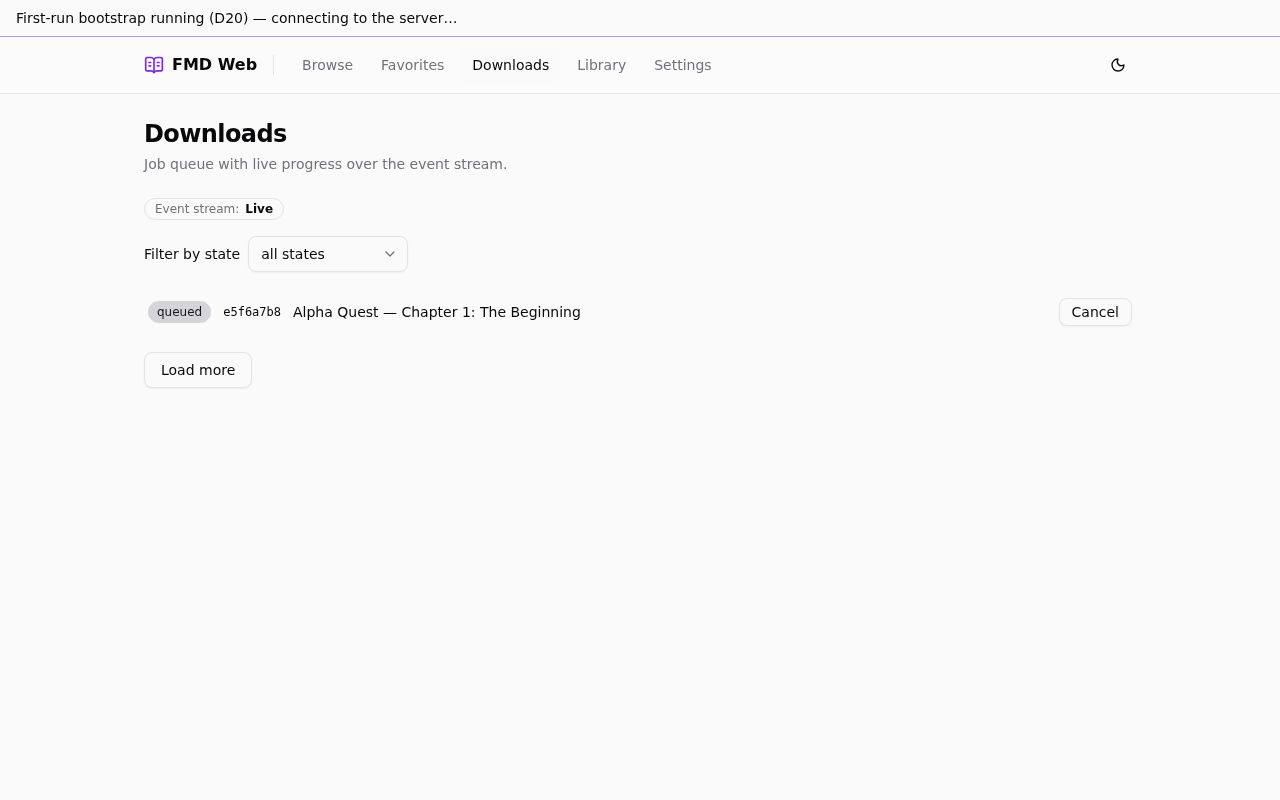 First-run bootstrap running (D20) — connecting to the server…
FMD Web
Browse
Favorites
Downloads
Library
Settings
Downloads
Job queue with live progress over the event stream.
Event stream: Live
Filter by state
all states
queued
e5f6a7b8
Alpha Quest — Chapter 1: The Beginning
Cancel
Load more